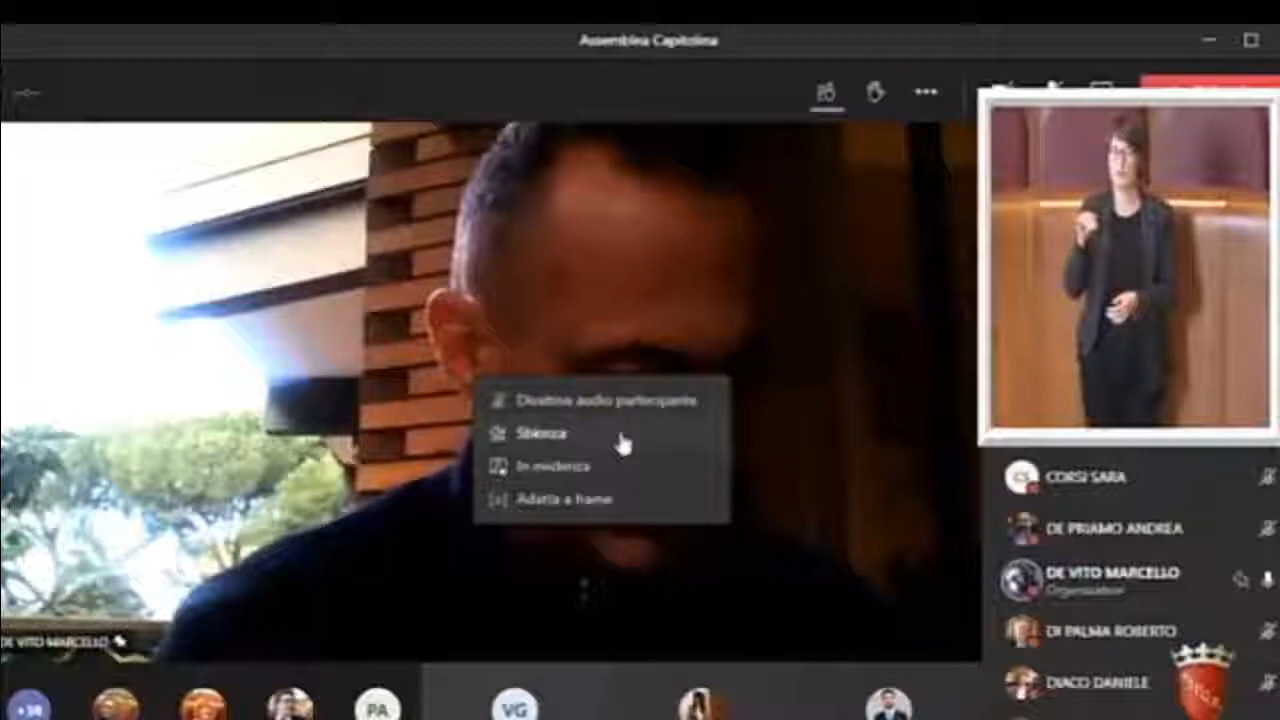 Assemblea Capitolina
Disattiva audio partecipante
Sblocca
In evidenza
Adatta a frame
CORSI SARA
DE PRIAMO ANDREA
DE VITO MARCELLO
Organizzatore
DI PALMA ROBERTO
DIACO DANIELE
DE VITO MARCELLO
+38
PA
VG
CS